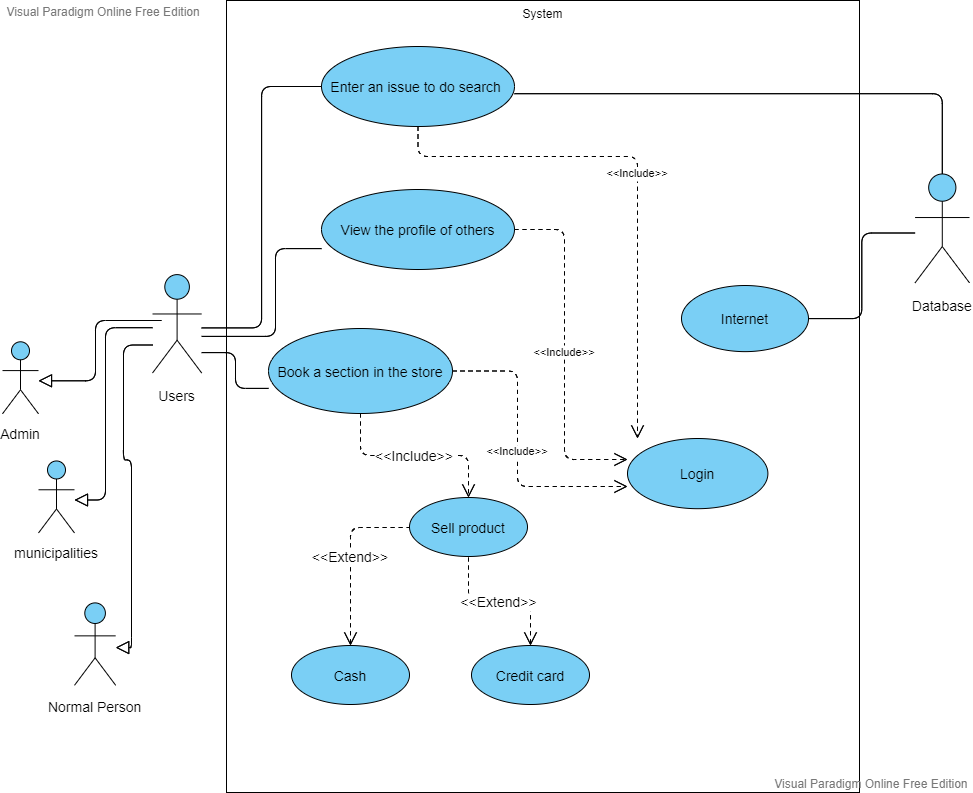 Visual Paradigm Online Free Edition
System
Enter an issue to do search
<<Include>>
View the profile of others
Database
Internet
<<Include>>
Book a section in the store
Users
Admin
<<Include>>
<<Include>>
Login
Sell product
municipalities
<<Extend>>
<<Extend>>
Cash
Credit card
Normal Person
Visual Paradigm Online Free Edition